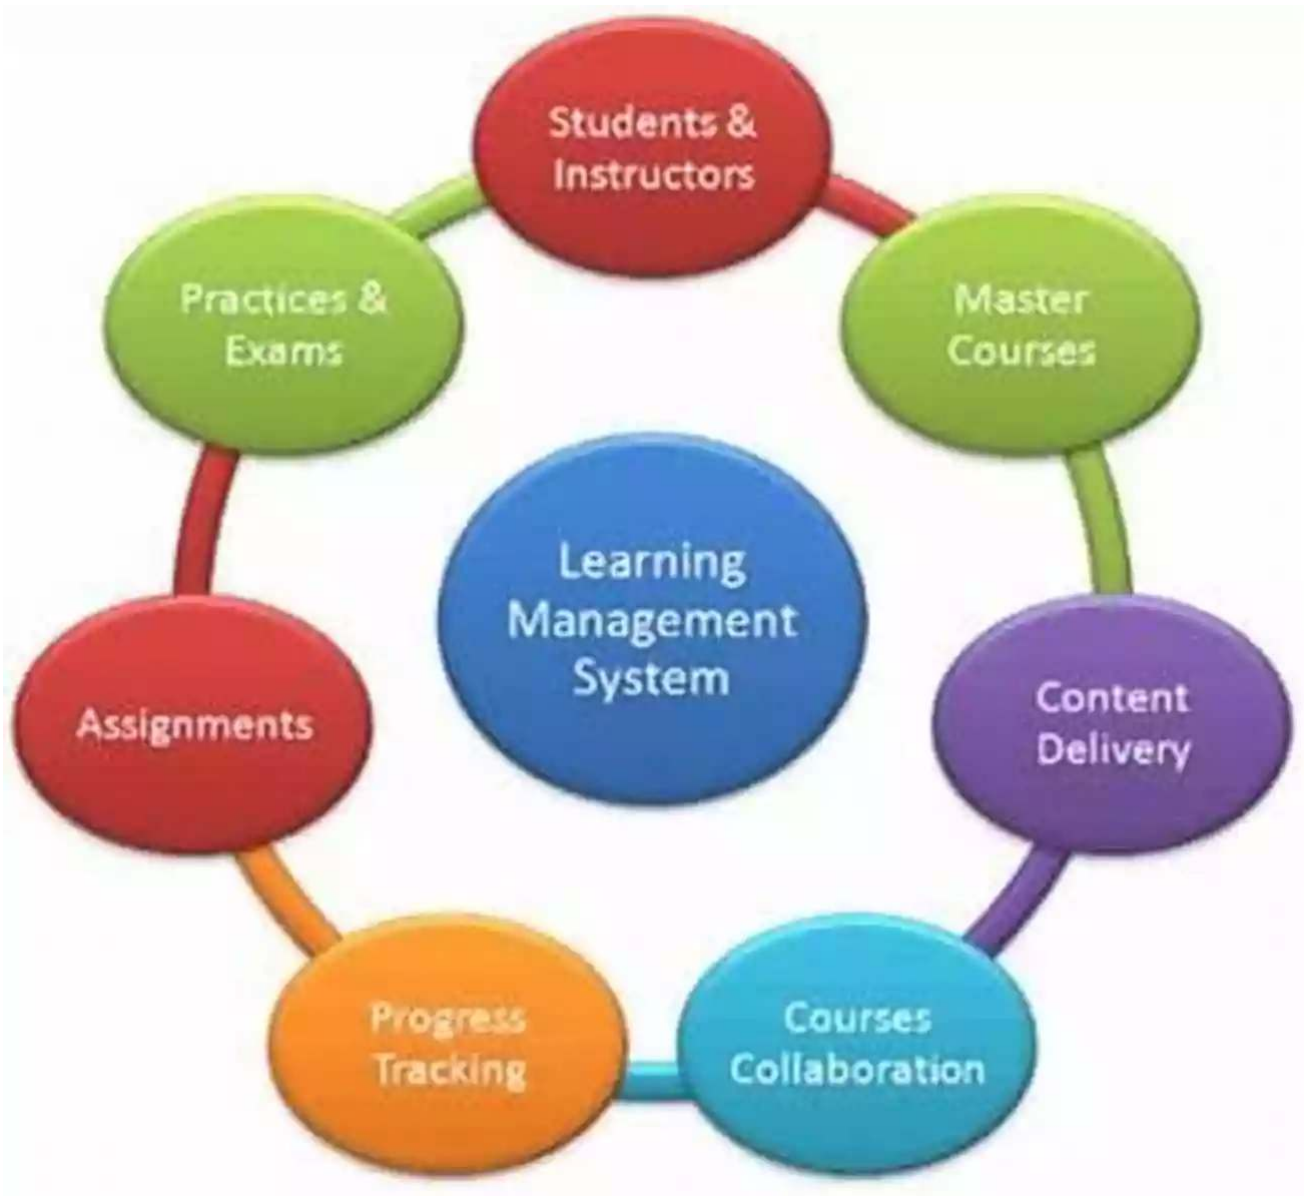 Students &
Instructors
Master
Courses
Content
Delivery
Courses
Collaboration
Progress
Tracking
Assignments
Practices &
Exams
Learning
Management
System